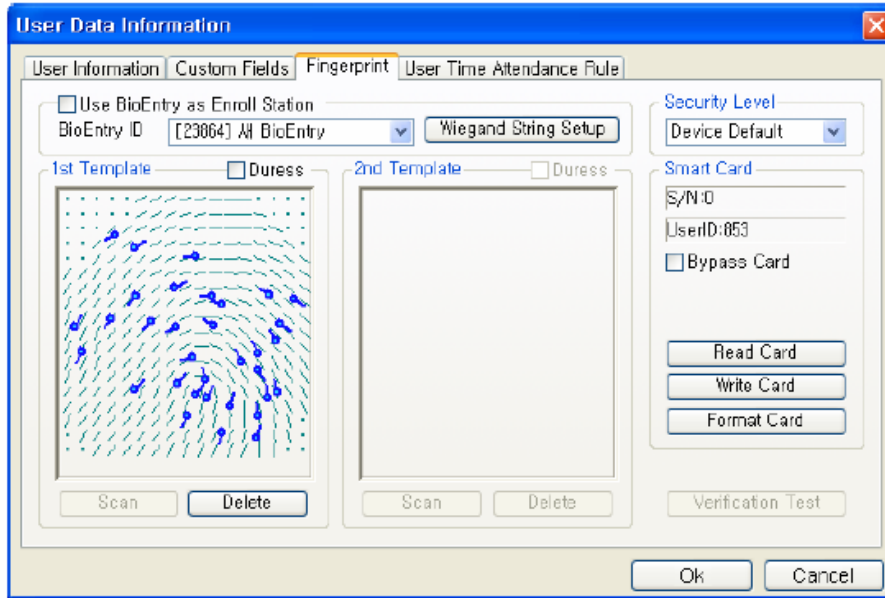 User Data Information
User Information Custom Fields Fingerprint User Time Attendance Rule
Use BioEntry as Enroll Station
BioEntry ID [23864] 새 BioEntry Wiegand String Setup
Security Level
Device Default
1st Template Duress
2nd Template Duress
Smart Card
S/N:0
UserID:853
Bypass Card
Read Card
Write Card
Format Card
Scan Delete
Scan Delete
Verification Test
Ok Cancel